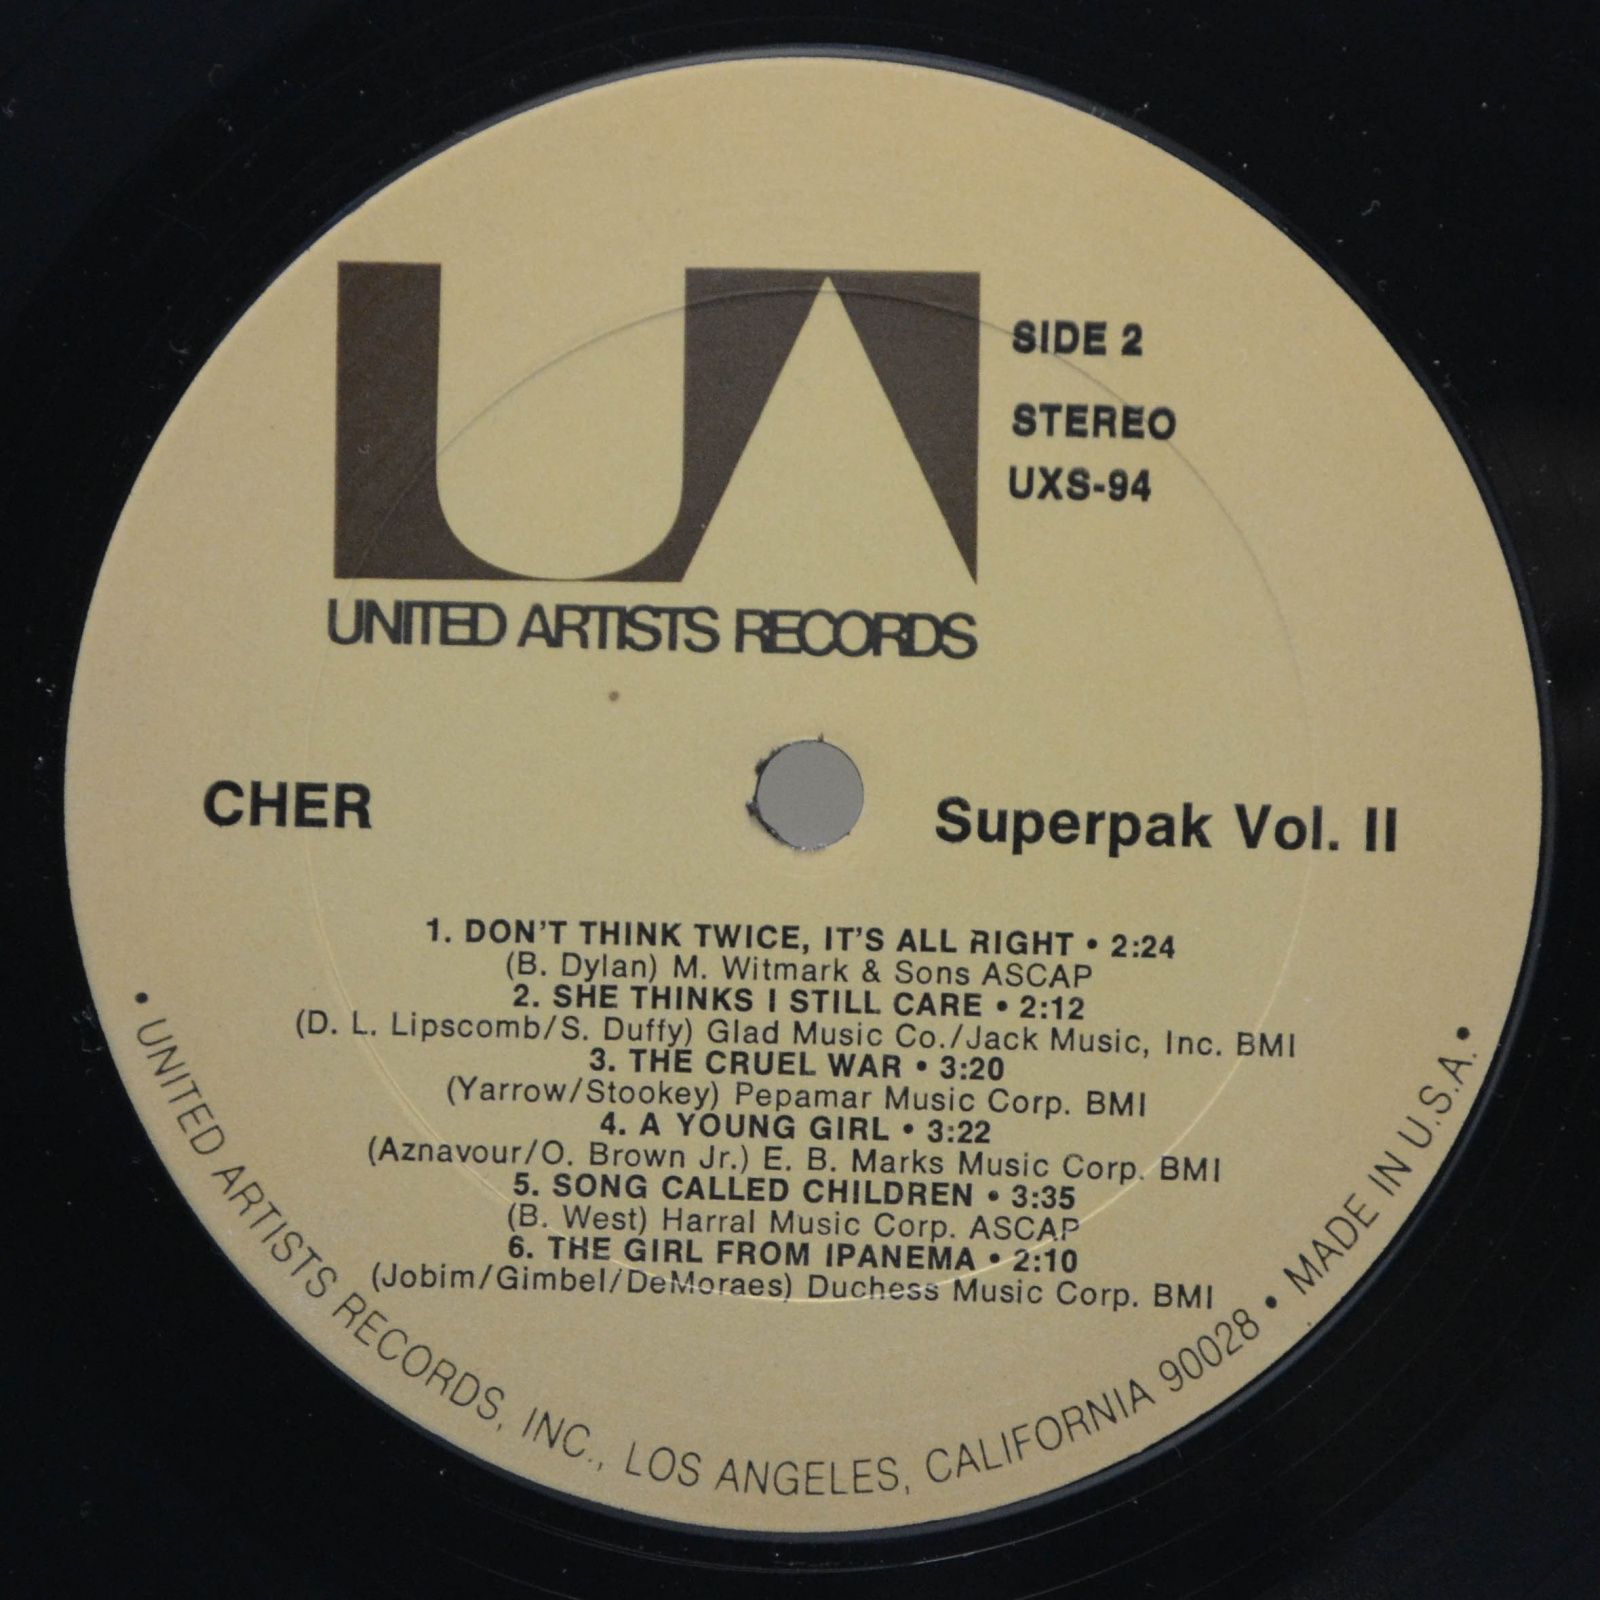 UA
UNITED ARTISTS RECORDS
SIDE 2
STEREO
UXS-94
CHER
Superpak Vol. II
1. DON'T THINK TWICE, IT'S ALL RIGHT • 2:24
(B. Dylan) M. Witmark & Sons ASCAP
2. SHE THINKS I STILL CARE • 2:12
(D. L. Lipscomb/S. Duffy) Glad Music Co./Jack Music, Inc. BMI
3. THE CRUEL WAR • 3:20
(Yarrow/Stookey) Pepamar Music Corp. BMI
4. A YOUNG GIRL • 3:22
(Aznavour/O. Brown Jr.) E. B. Marks Music Corp. BMI
5. SONG CALLED CHILDREN • 3:35
(B. West) Harral Music Corp. ASCAP
6. THE GIRL FROM IPANEMA • 2:10
(Jobim/Gimbel/DeMoraes) Duchess Music Corp. BMI
• UNITED ARTISTS RECORDS, INC., LOS ANGELES, CALIFORNIA 90028 • MADE IN U.S.A. •